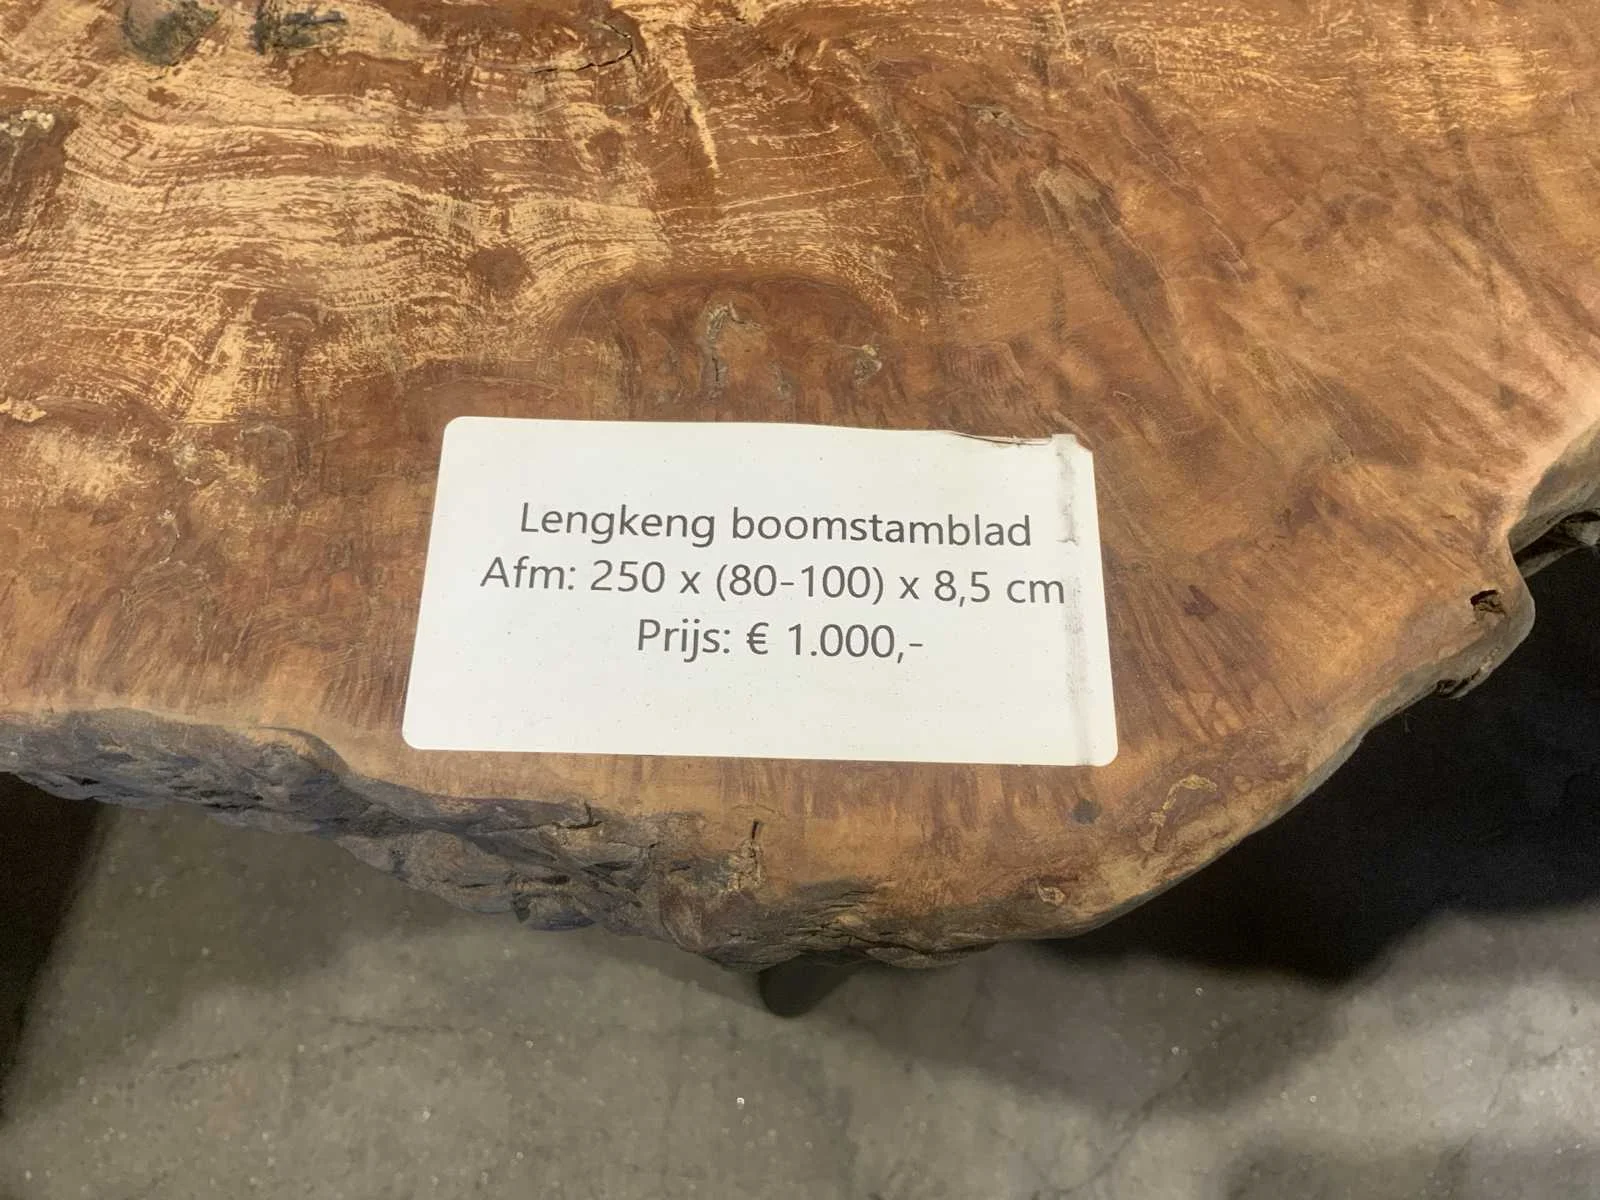 Lengkeng boomstamblad
Afm: 250 x (80-100) x 8,5 cm
Prijs: € 1.000,-